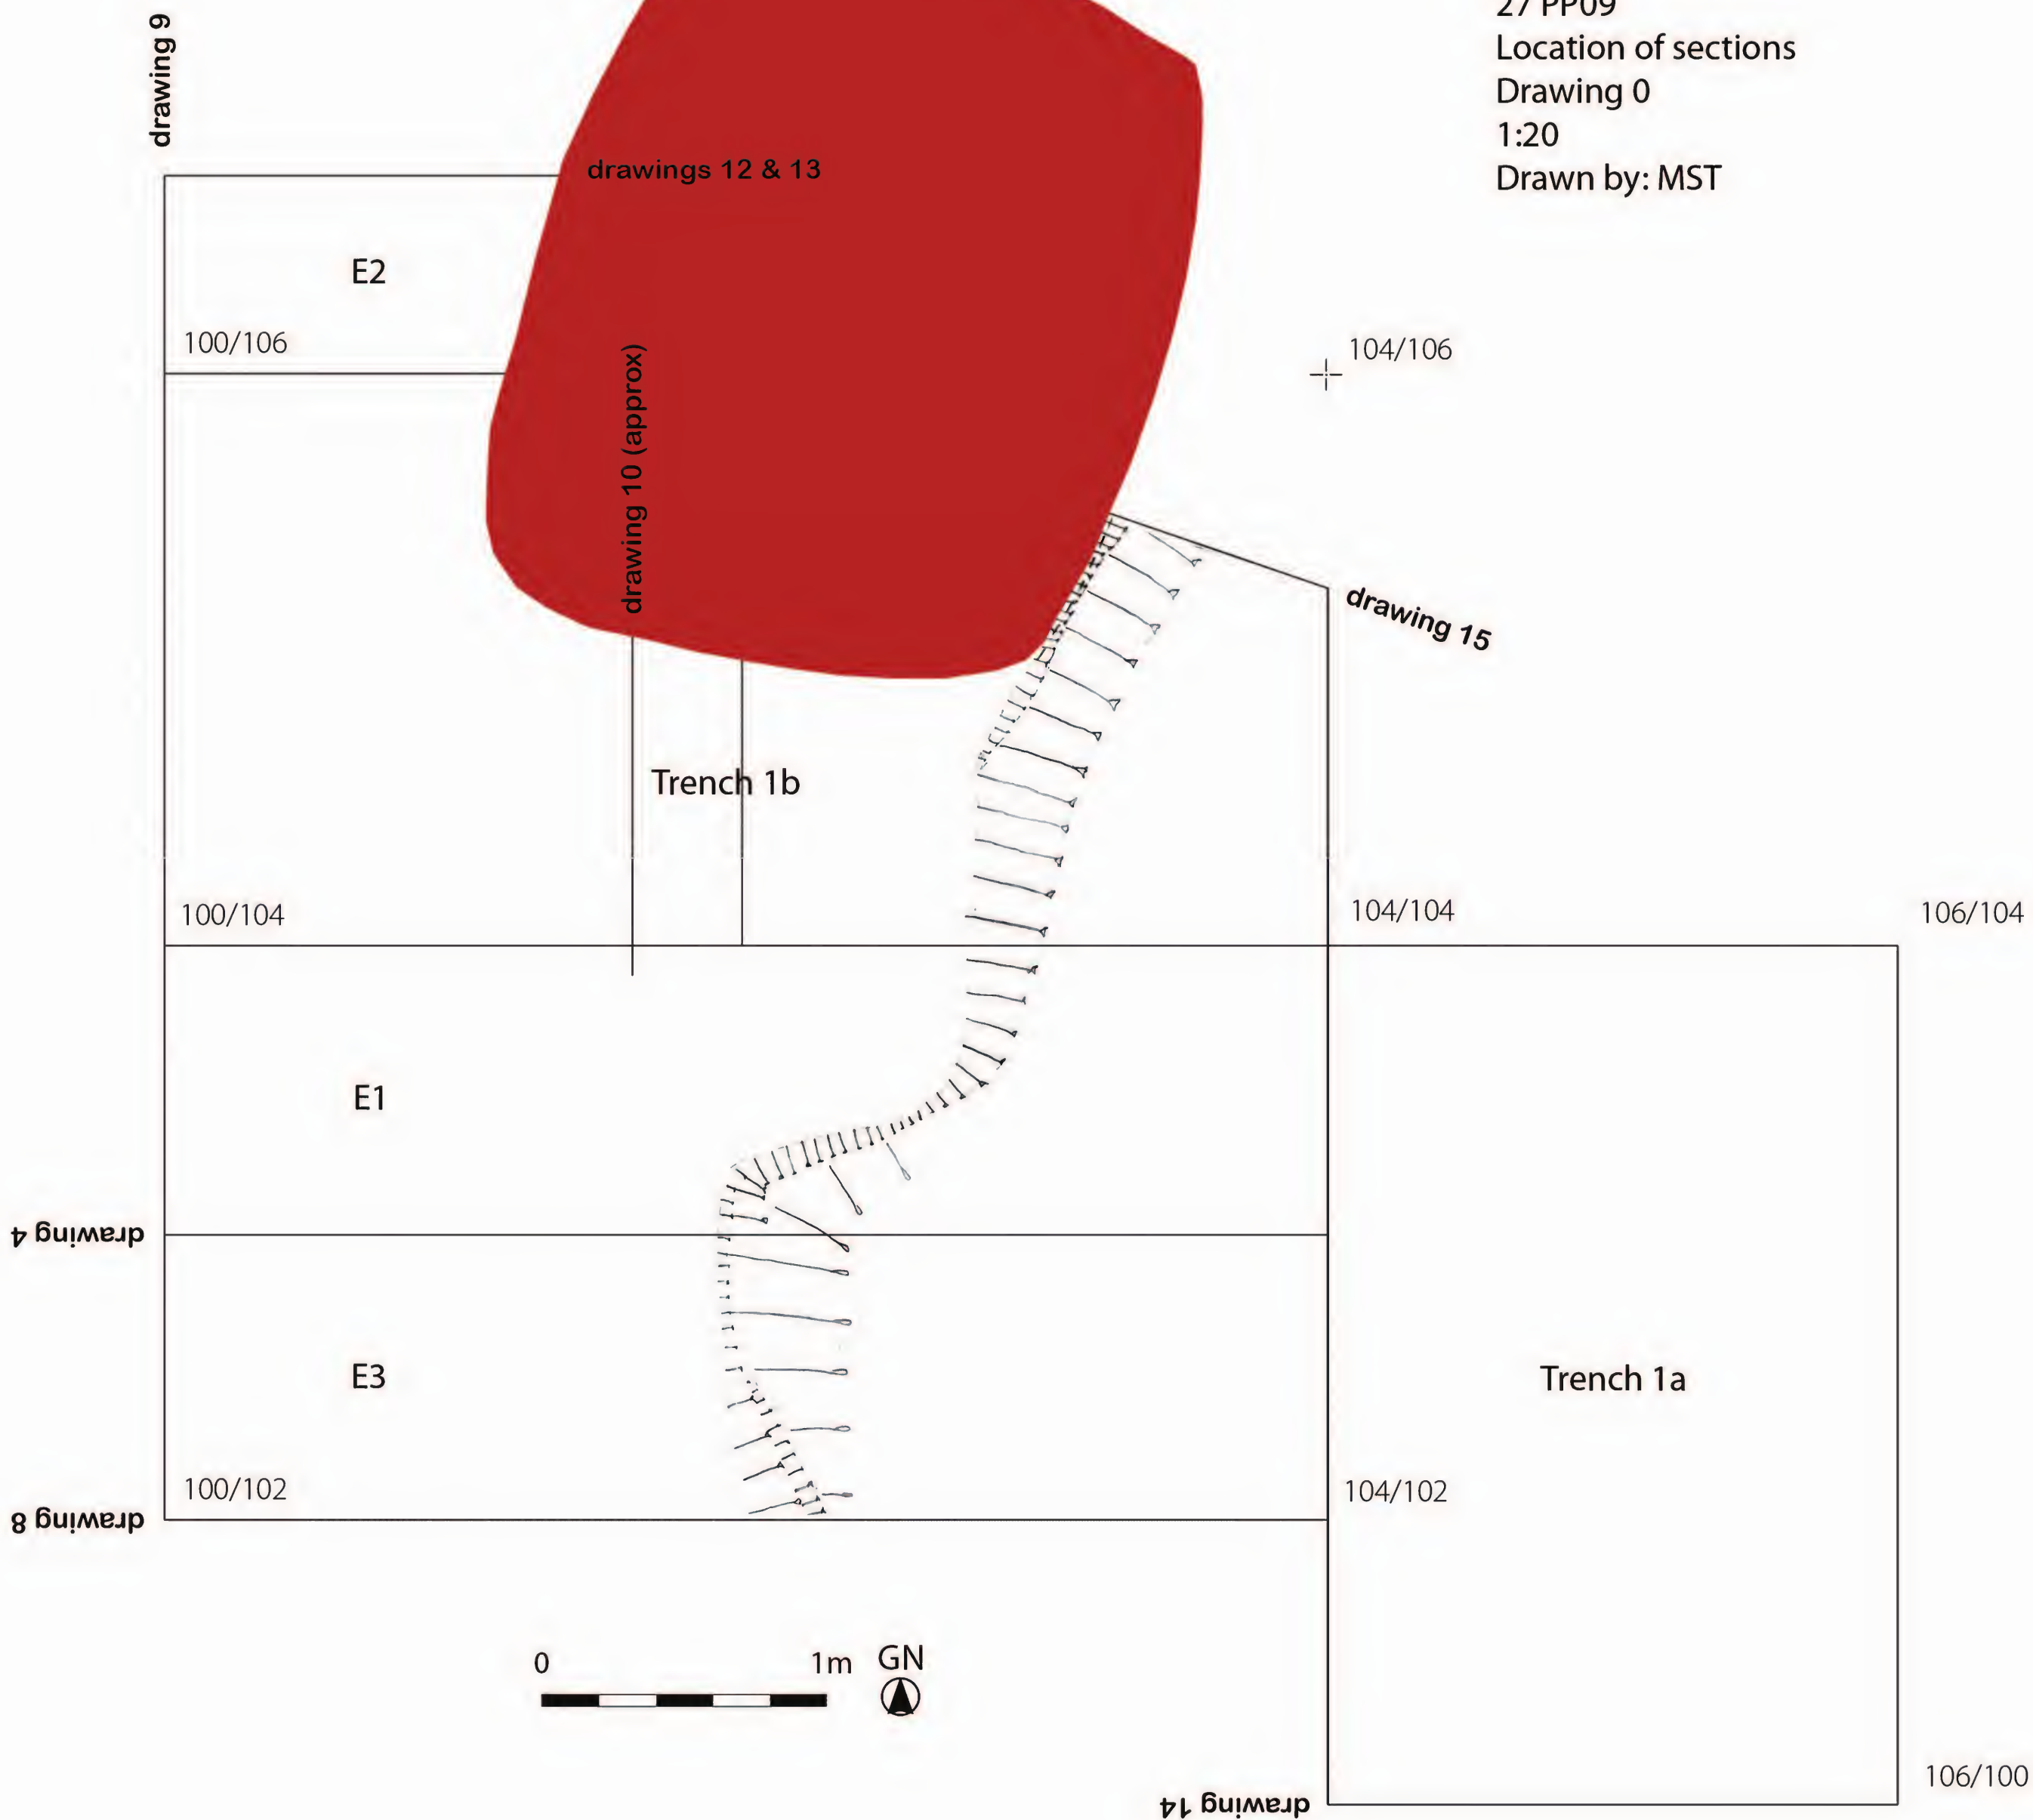 27 PP09
Location of sections
Drawing 0
1:20
Drawn by: MST
drawing 9
drawings 12 & 13
E2
100/106
104/106
drawing 10 (approx)
drawing 15
Trench 1b
100/104
104/104
106/104
E1
drawing 4
E3
Trench 1a
100/102
104/102
drawing 8
0 1m GN
106/100
drawing 14